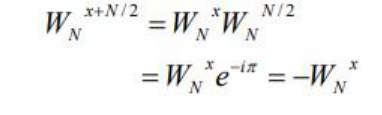 W_N^{x+N/2} = W_N^x W_N^{N/2}
= W_N^x e^{-iπ} = -W_N^x